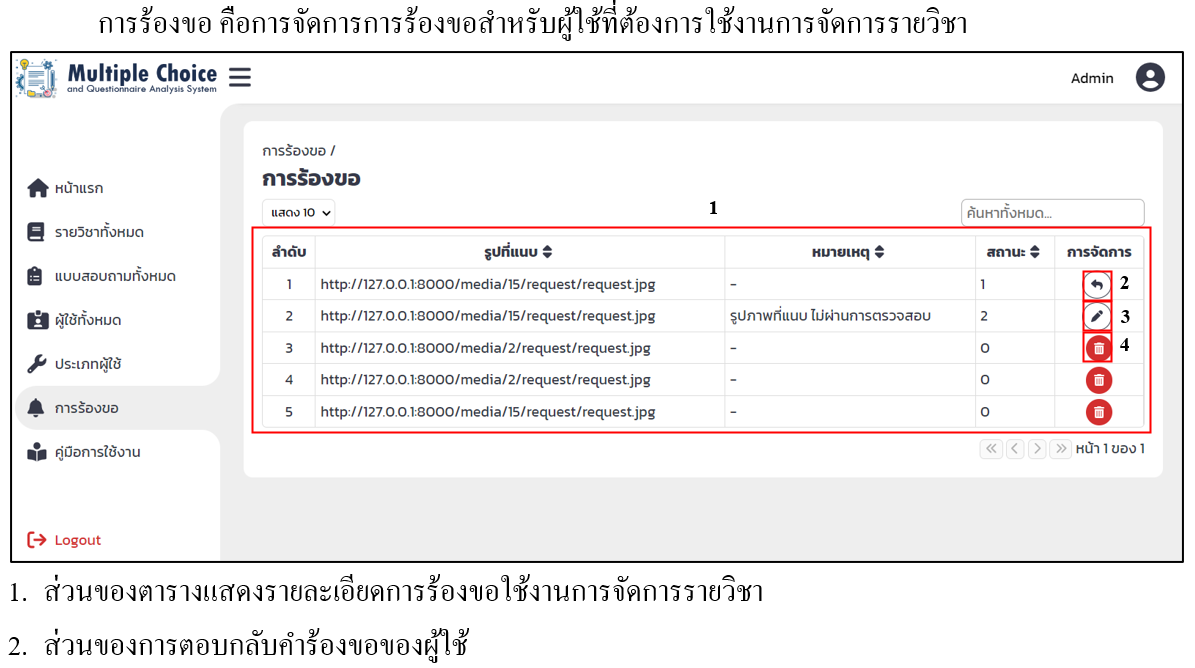 การร้องขอ คือการจัดการการร้องขอสำหรับผู้ใช้ที่ต้องการใช้งานการจัดการรายวิชา
Multiple Choice
and Questionnaire Analysis System
Admin
หน้าแรก
รายวิชาทั้งหมด
แบบสอบถามทั้งหมด
ผู้ใช้ทั้งหมด
ประเภทผู้ใช้
การร้องขอ
คู่มือการใช้งาน
Logout
การร้องขอ /
การร้องขอ
แสดง 10 1 ค้นหาทั้งหมด...
ลำดับ รูปที่แนบ หมายเหตุ สถานะ การจัดการ
1 http://127.0.0.1:8000/media/15/request/request.jpg - 1 2
2 http://127.0.0.1:8000/media/15/request/request.jpg รูปภาพที่แนบ ไม่ผ่านการตรวจสอบ 2 3
3 http://127.0.0.1:8000/media/2/request/request.jpg - 0 4
4 http://127.0.0.1:8000/media/2/request/request.jpg - 0
5 http://127.0.0.1:8000/media/15/request/request.jpg - 0
หน้า 1 ของ 1
1. ส่วนของตารางแสดงรายละเอียดการร้องขอใช้งานการจัดการรายวิชา
2. ส่วนของการตอบกลับคำร้องขอของผู้ใช้